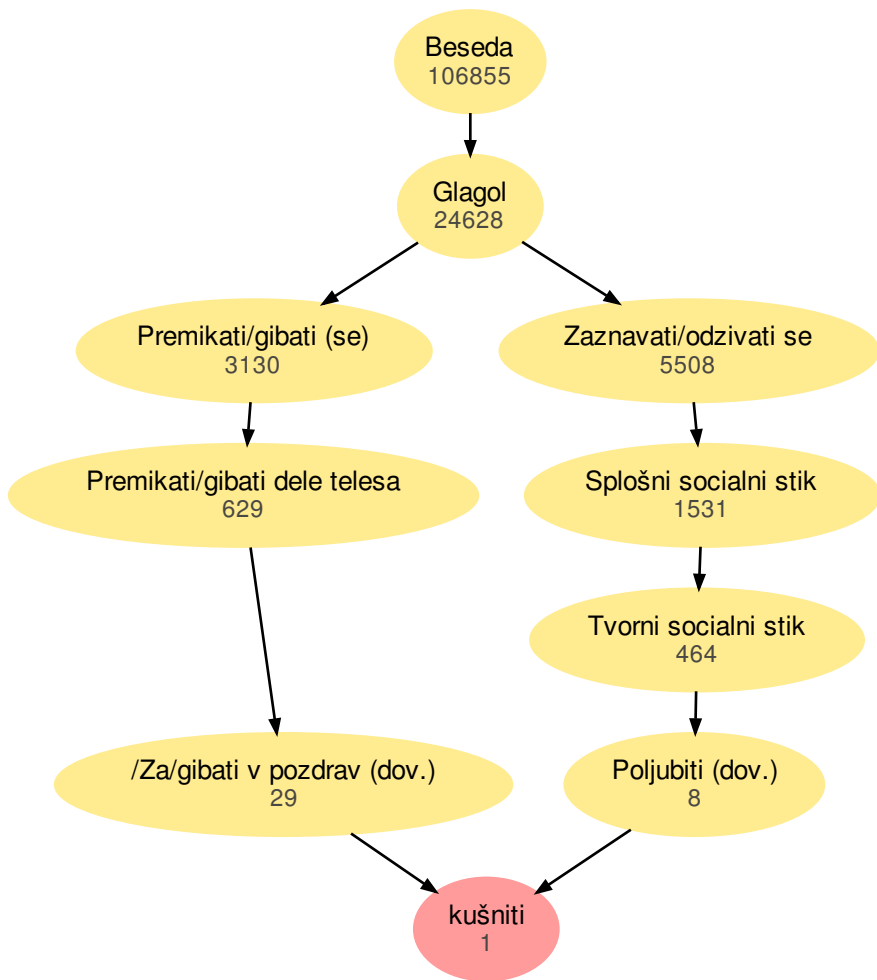 Beseda
106855
Glagol
24628
Premikati/gibati (se)
3130
Zaznavati/odzivati se
5508
Premikati/gibati dele telesa
629
Splošni socialni stik
1531
Tvorni socialni stik
464
/Za/gibati v pozdrav (dov.)
29
Poljubiti (dov.)
8
kušniti
1